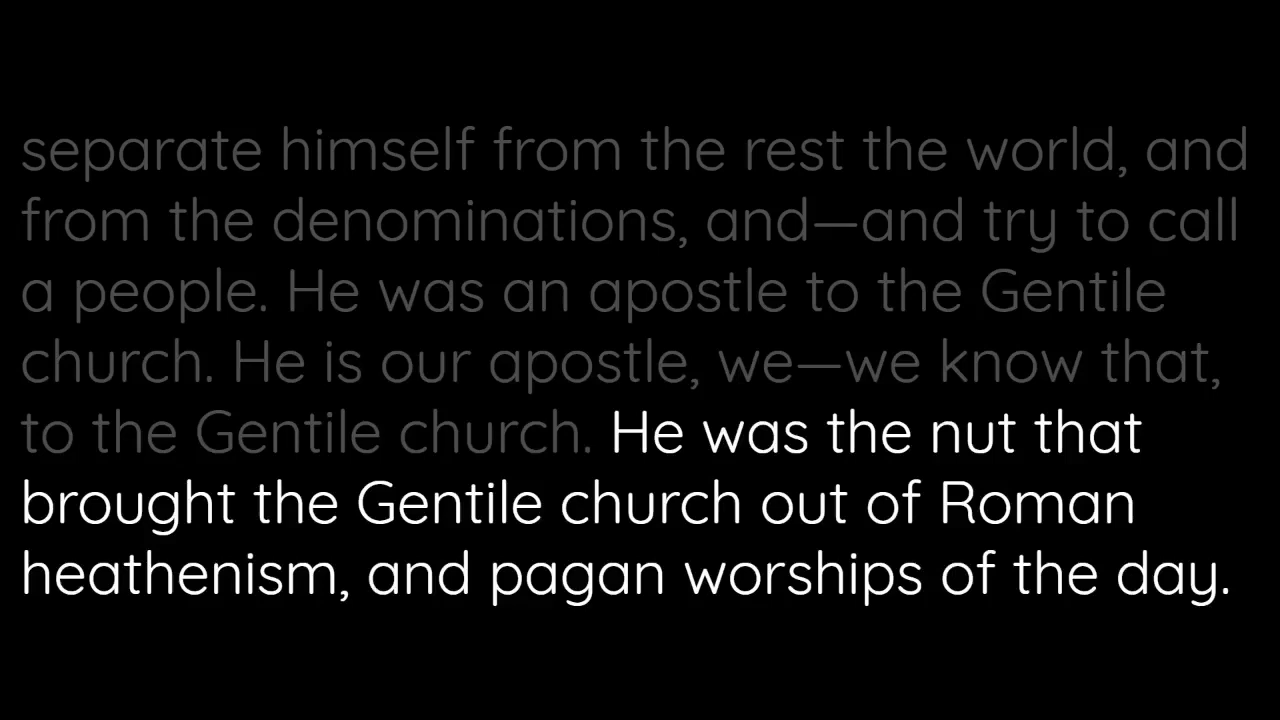 separate himself from the rest the world, and
from the denominations, and—and try to call
a people. He was an apostle to the Gentile
church. He is our apostle, we—we know that,
to the Gentile church. He was the nut that
brought the Gentile church out of Roman
heathenism, and pagan worships of the day.